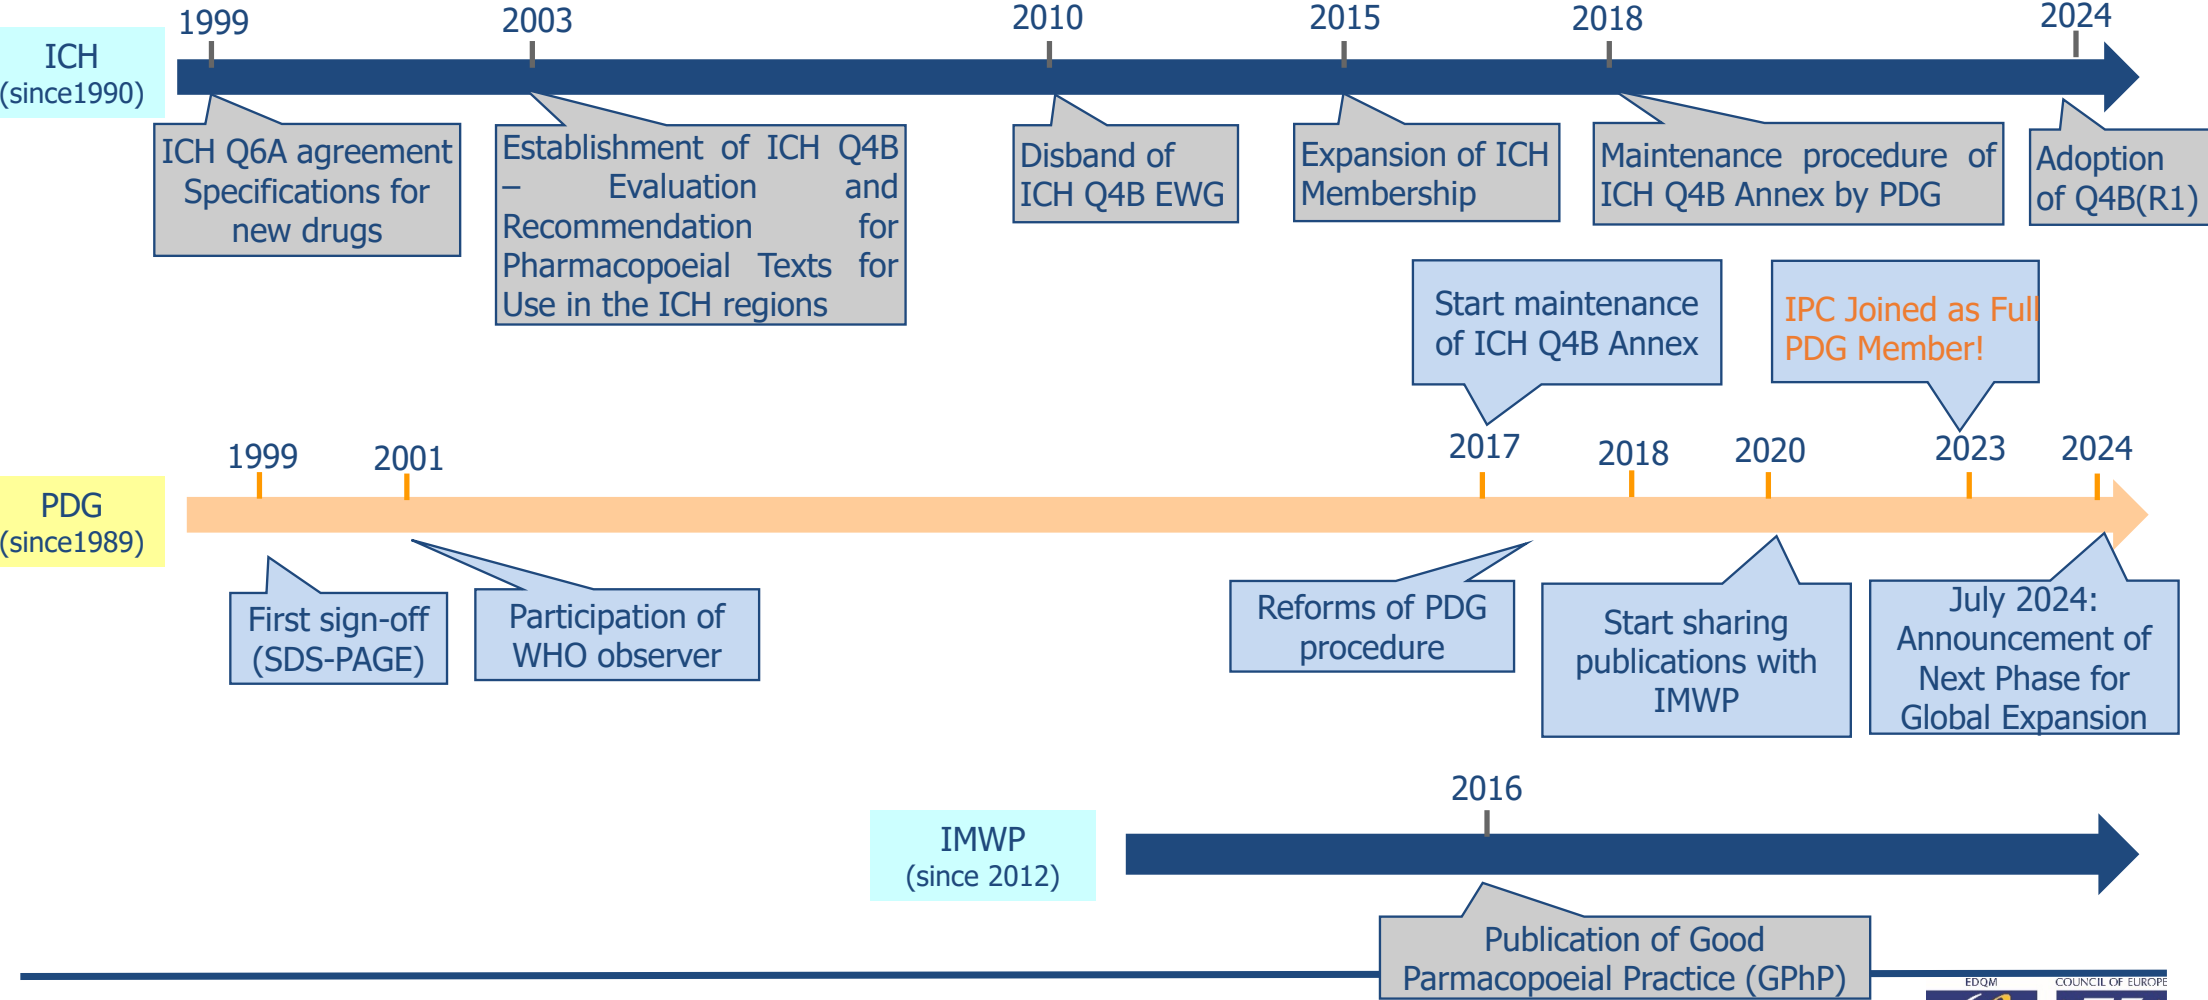 1999
2003
2010
2015
2018
2024
ICH
(since1990)
ICH Q6A agreement
Specifications for
new drugs
Establishment of ICH Q4B
– Evaluation and
Recommendation for
Pharmacopoeial Texts for
Use in the ICH regions
Disband of
ICH Q4B EWG
Expansion of ICH
Membership
Maintenance procedure of
ICH Q4B Annex by PDG
Adoption
of Q4B(R1)
Start maintenance
of ICH Q4B Annex
IPC Joined as Full
PDG Member!
1999
2001
2017
2018
2020
2023
2024
PDG
(since1989)
First sign-off
(SDS-PAGE)
Participation of
WHO observer
Reforms of PDG
procedure
Start sharing
publications with
IMWP
July 2024:
Announcement of
Next Phase for
Global Expansion
2016
IMWP
(since 2012)
Publication of Good
Parmacopoeial Practice (GPhP)
EDQM
COUNCIL OF EUROPE